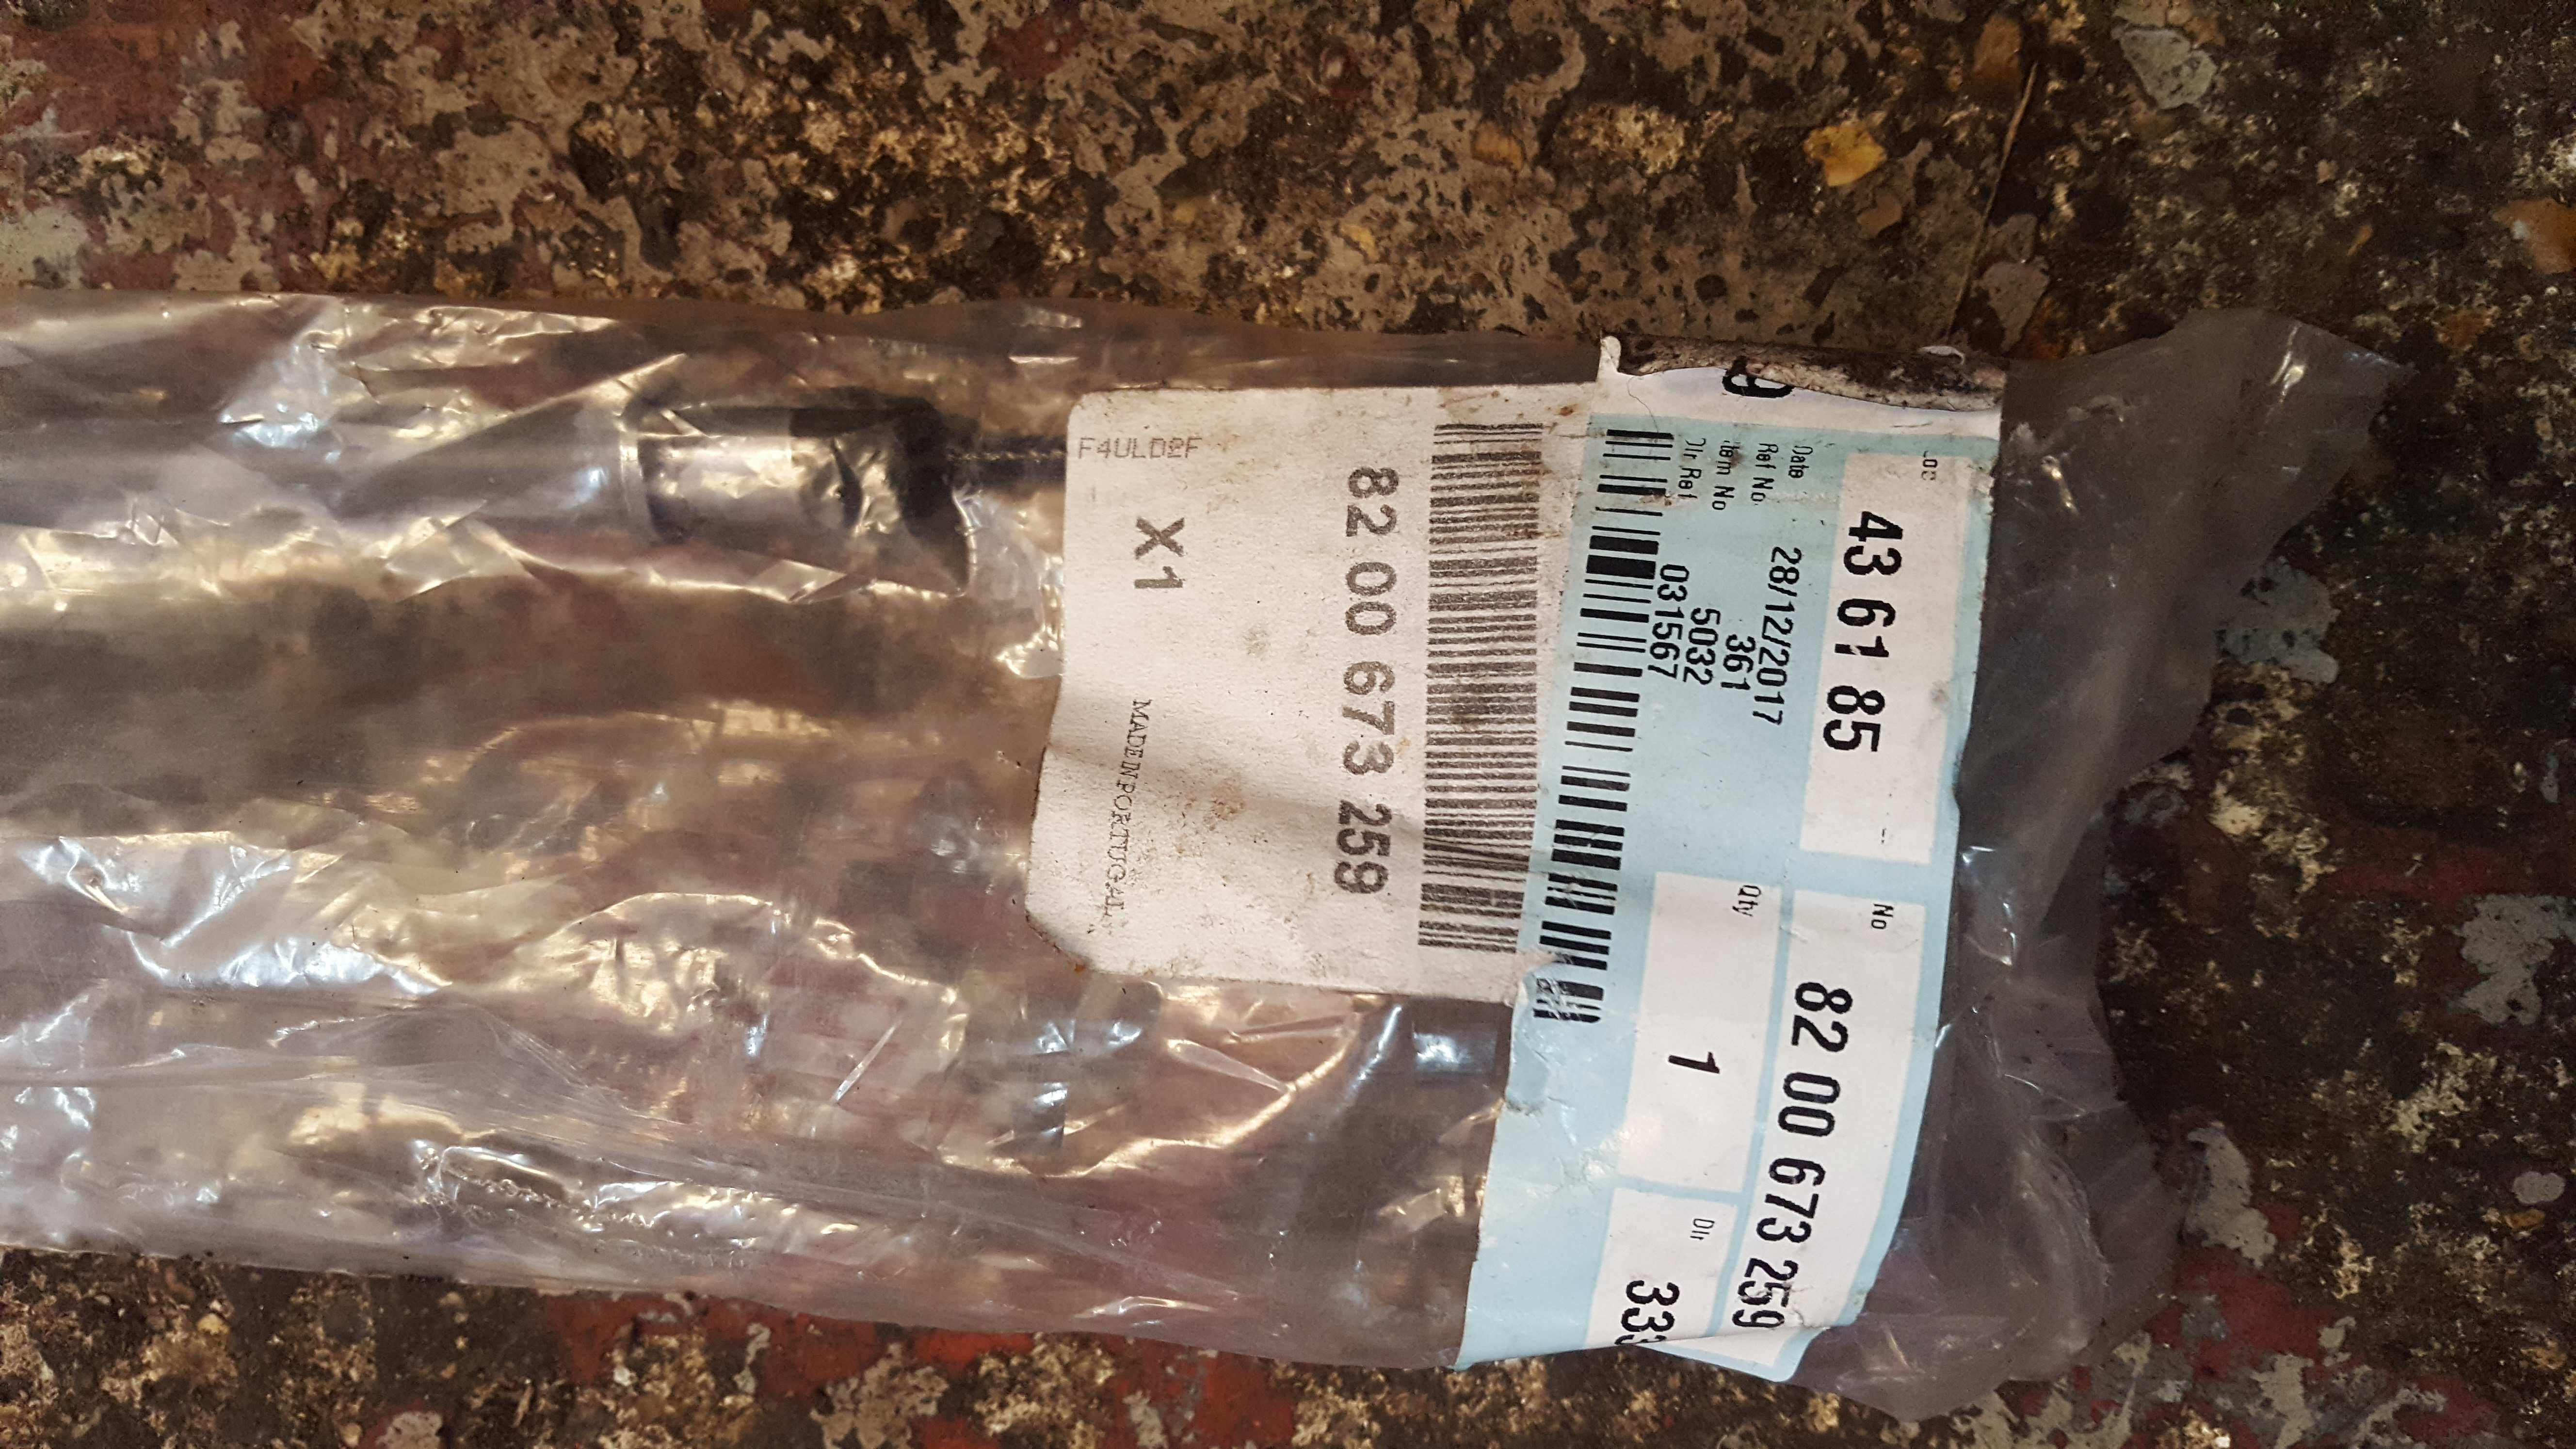 Loc
43 61 85
No
82 00 673 259
Date
28/12/2017
Ref No
361
Item No
5032
Dlr Ref
031567
Qty
1
Dlr
82 00 673 259
X1
MADE IN PORTUGAL